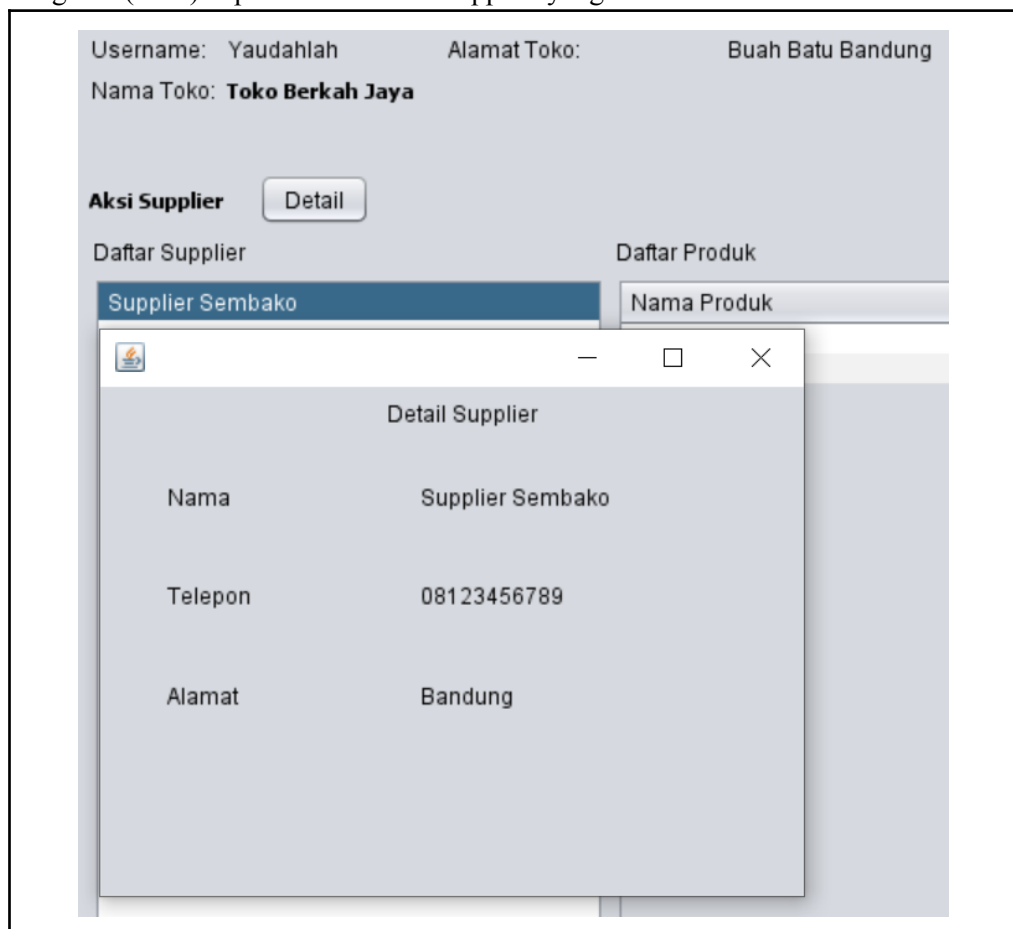 Username: Yaudahlah Alamat Toko: Buah Batu Bandung
Nama Toko: Toko Berkah Jaya
Aksi Supplier Detail
Daftar Supplier Daftar Produk
Supplier Sembako Nama Produk
Detail Supplier
Nama Supplier Sembako
Telepon 08123456789
Alamat Bandung